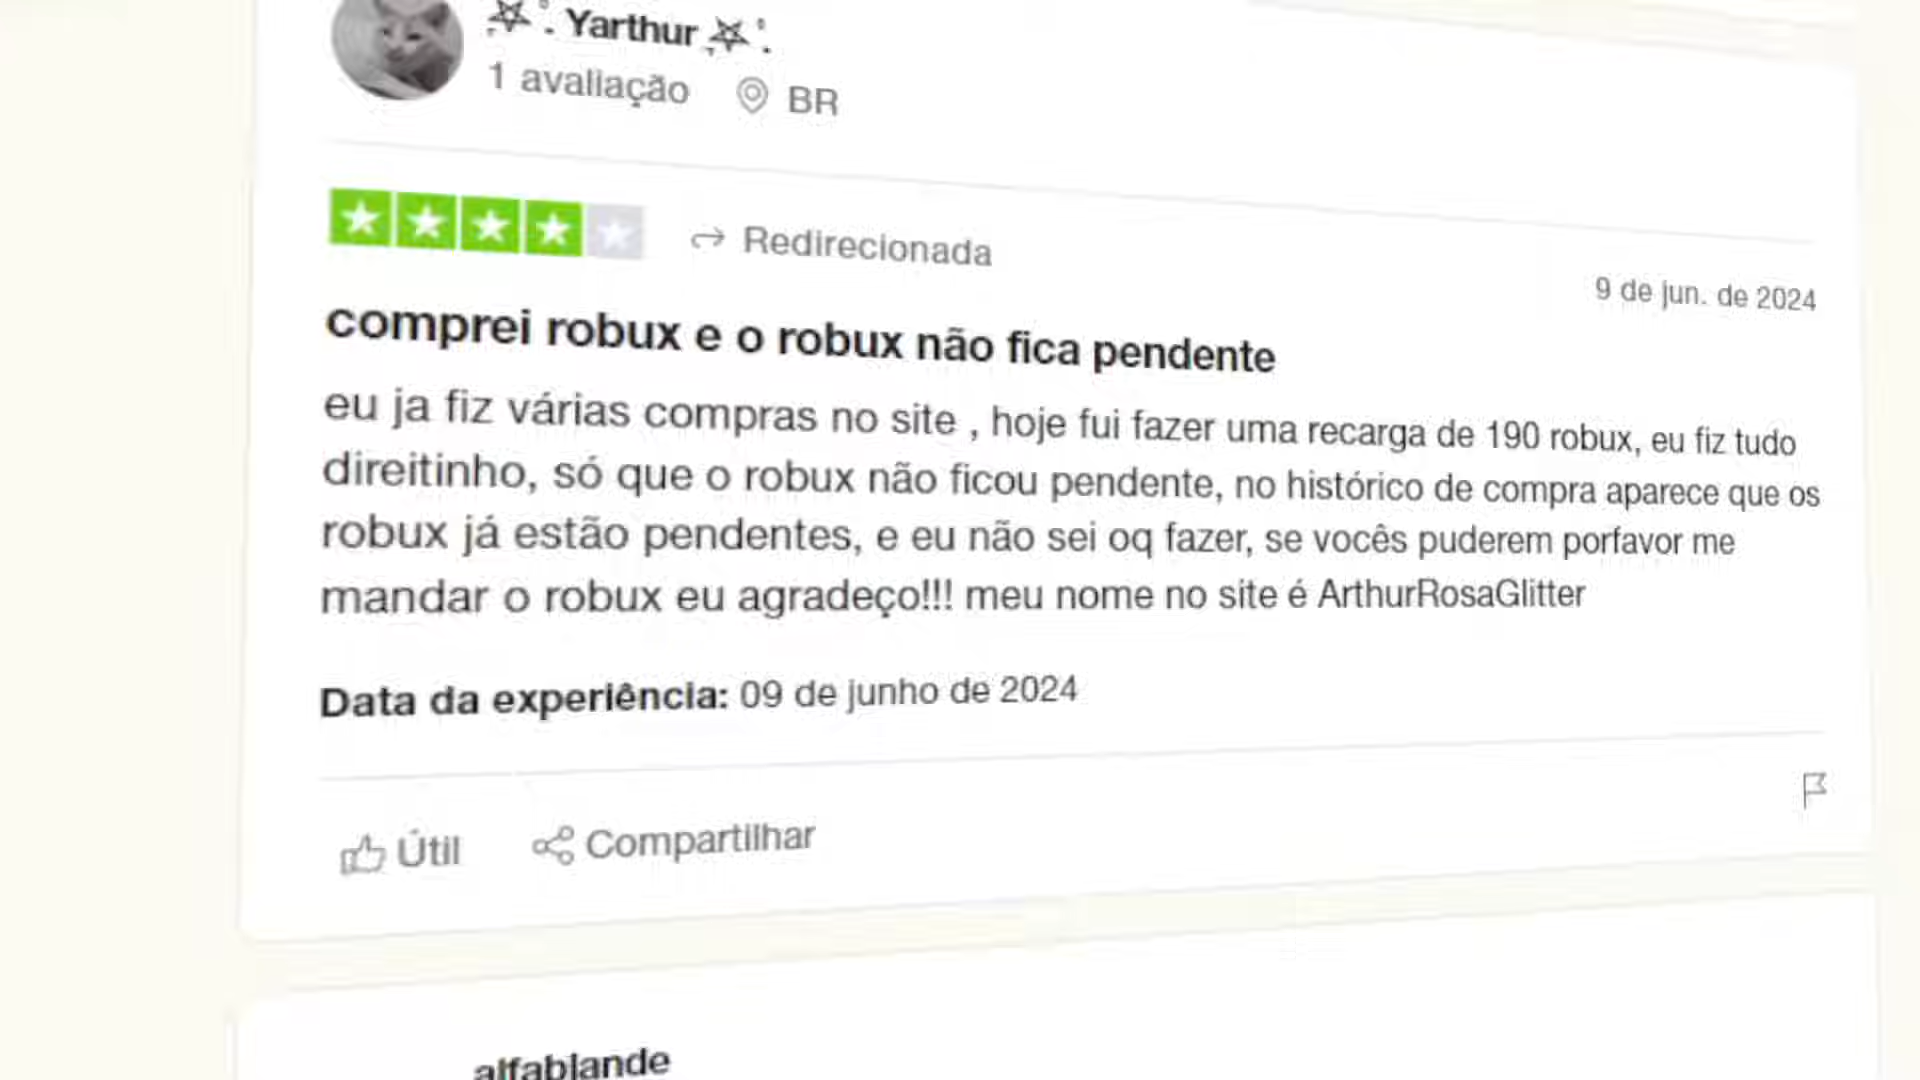 Yarthur
1 avaliação BR
Redirecionada
9 de jun. de 2024
comprei robux e o robux não fica pendente
eu ja fiz várias compras no site , hoje fui fazer uma recarga de 190 robux, eu fiz tudo
direitinho, só que o robux não ficou pendente, no histórico de compra aparece que os
robux já estão pendentes, e eu não sei oq fazer, se vocês puderem porfavor me
mandar o robux eu agradeço!!! meu nome no site é ArthurRosaGlitter
Data da experiência: 09 de junho de 2024
Útil Compartilhar
alfablande